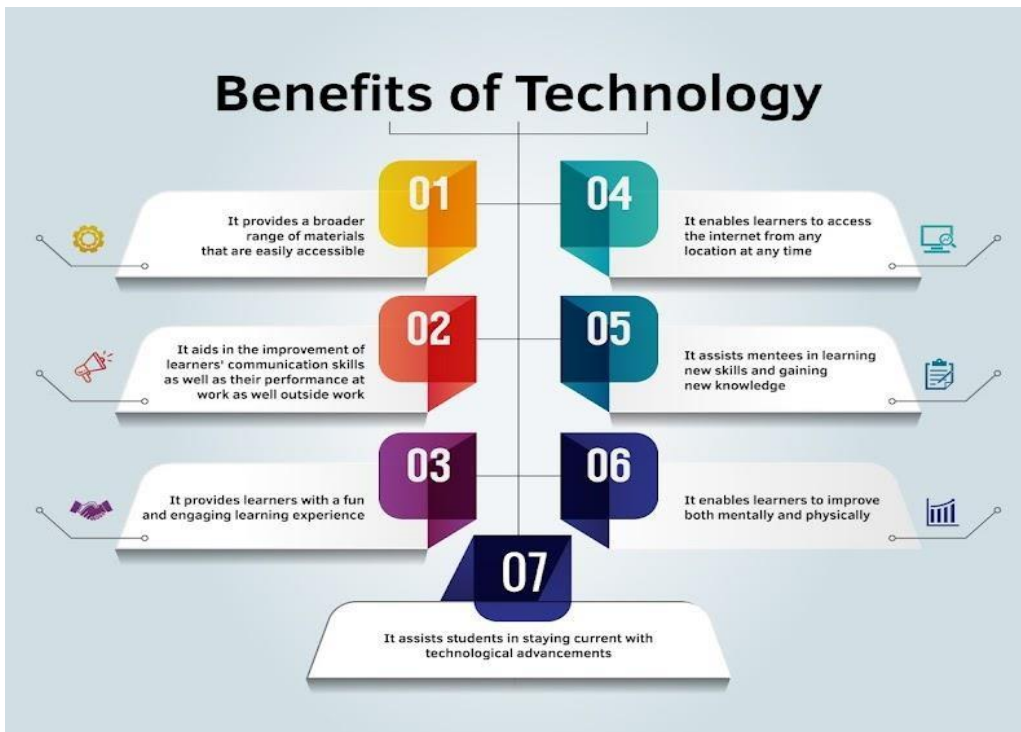 Benefits of Technology
01
It provides a broader
range of materials
that are easily accessible
02
It aids in the improvement of
learners' communication skills
as well as their performance at
work as well outside work
03
It provides learners with a fun
and engaging learning experience
04
It enables learners to access
the internet from any
location at any time
05
It assists mentees in learning
new skills and gaining
new knowledge
06
It enables learners to improve
both mentally and physically
07
It assists students in staying current with
technological advancements